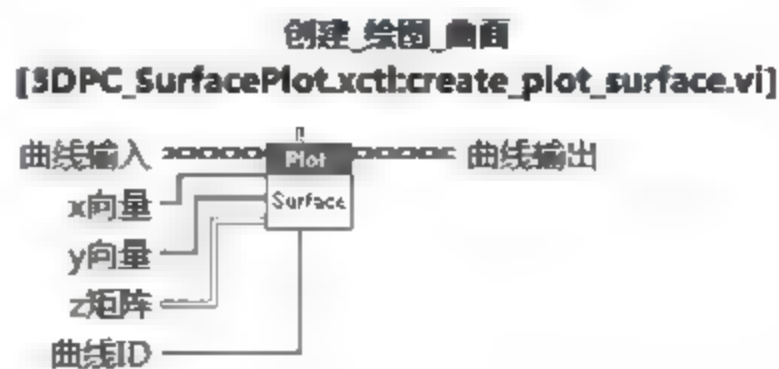 创建_绘图_曲面
[3DPC_SurfacePlot.xctl:create_plot_surface.vi]
曲线输入 Plot 曲线输出
x向量 Surface
y向量
z矩阵
曲线ID